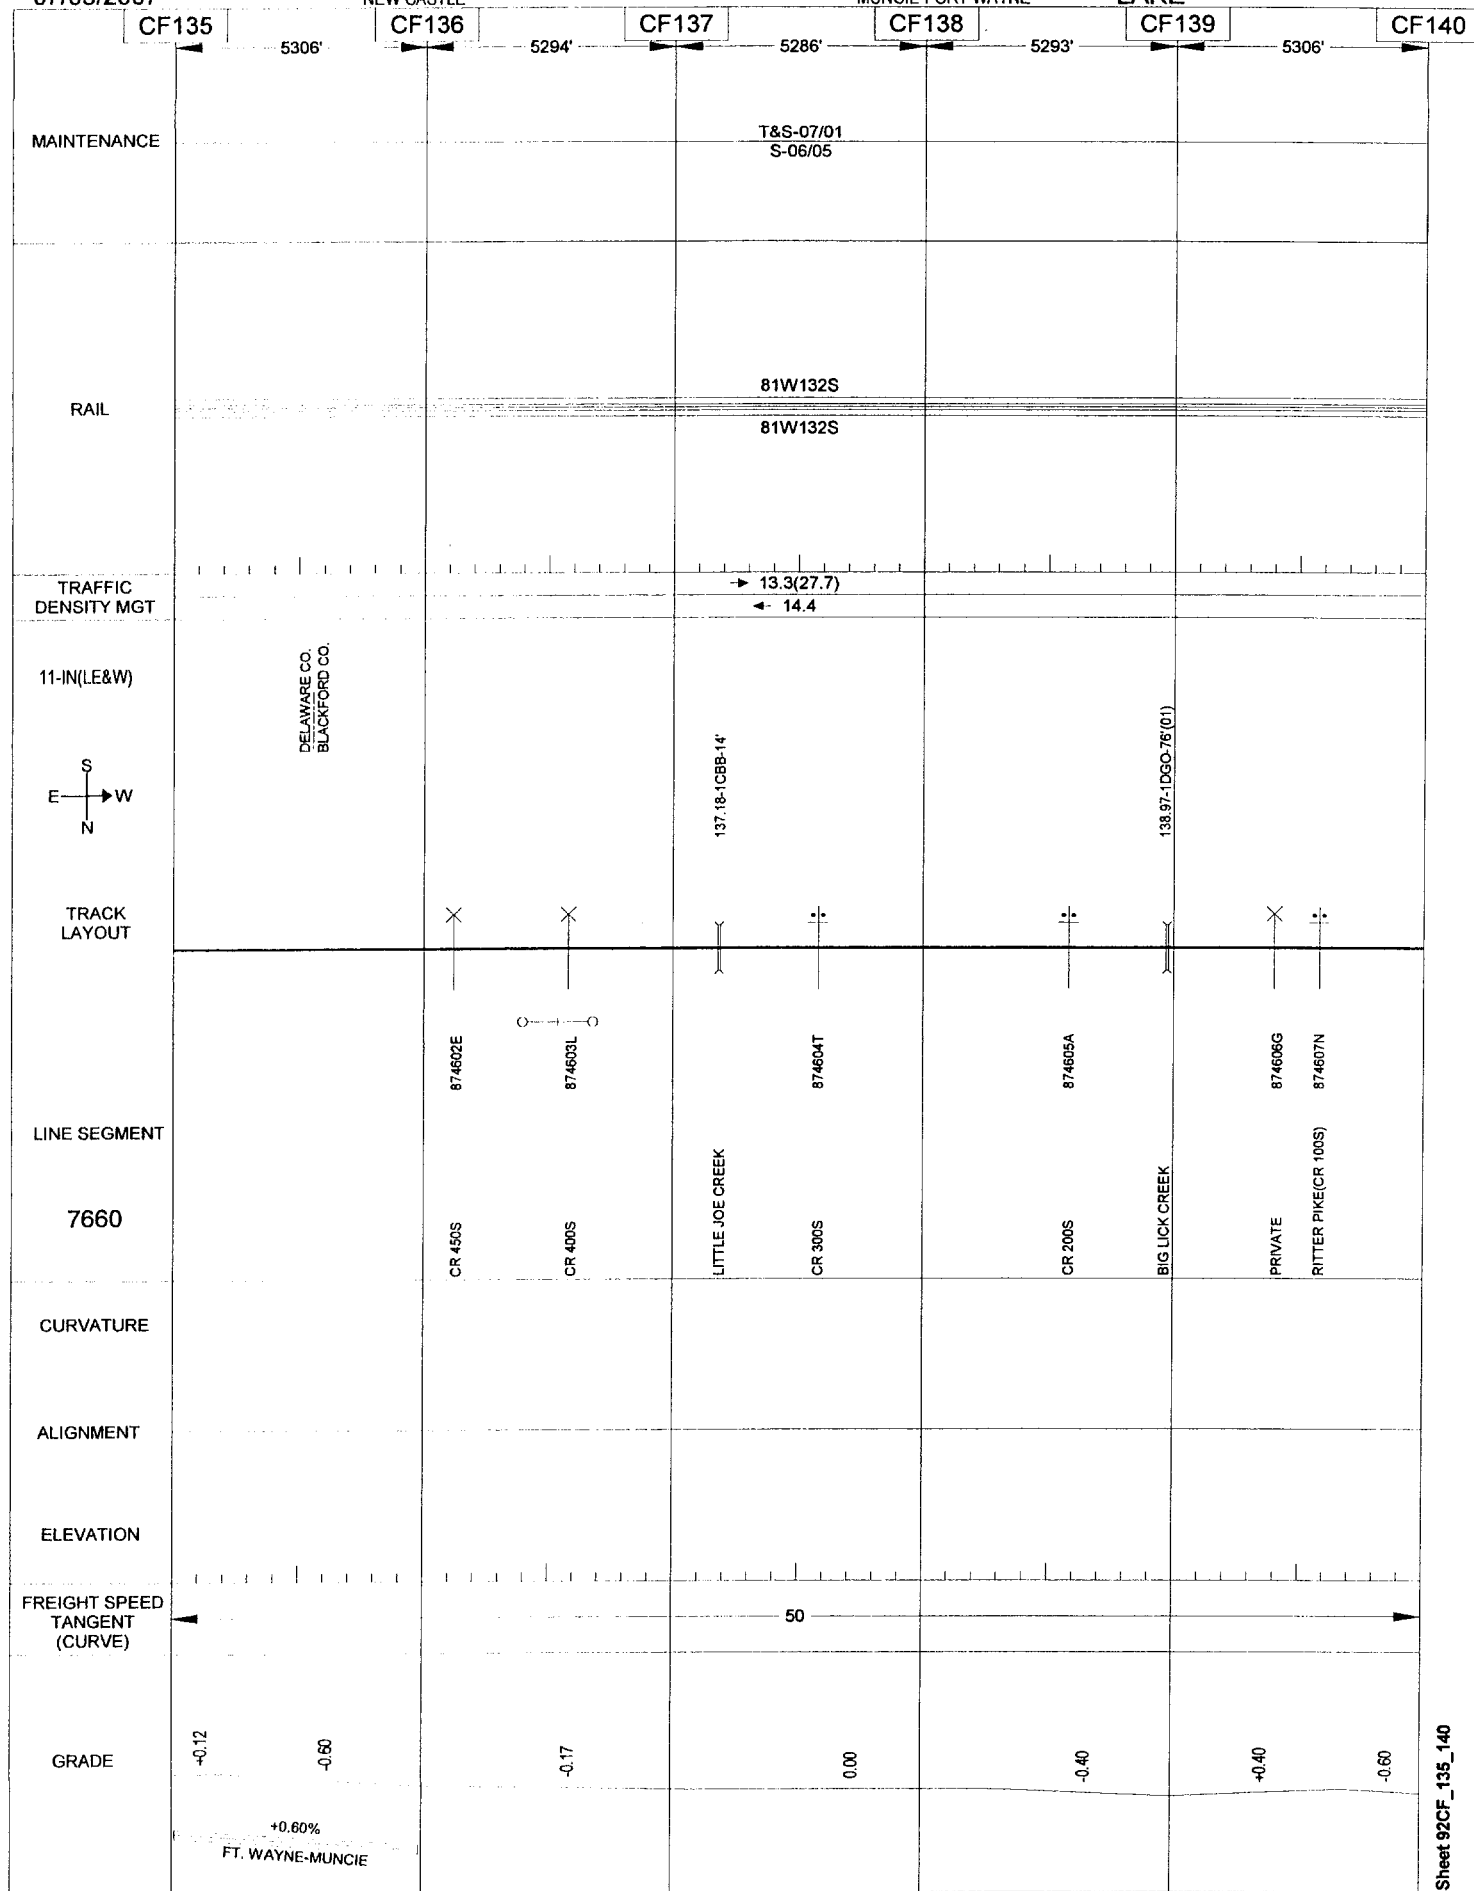 NEW CASTLE
LAKE
CF135 CF136 CF137 CF138 CF139 CF140
5306' 5294' 5286' 5293' 5306'
MAINTENANCE
T&S-07/01
S-06/05
RAIL
81W132S
81W132S
TRAFFIC
DENSITY MGT
13.3(27.7)
14.4
11-IN(LE&W)
DELAWARE CO.
BLACKFORD CO.
137.18-1CBB-14'
138.97-1DGO-76'(01)
S
E W
N
TRACK
LAYOUT
874602E
874603L
874604T
874605A
874606G
874607N
LINE SEGMENT
7660
CR 450S
CR 400S
LITTLE JOE CREEK
CR 300S
CR 200S
BIG LICK CREEK
PRIVATE
RITTER PIKE(CR 100S)
CURVATURE
ALIGNMENT
ELEVATION
FREIGHT SPEED
TANGENT
(CURVE)
50
GRADE
+0.12
-0.60
-0.17
0.00
-0.40
+0.40
-0.60
+0.60%
FT. WAYNE-MUNCIE
Sheet 92CF_135_140